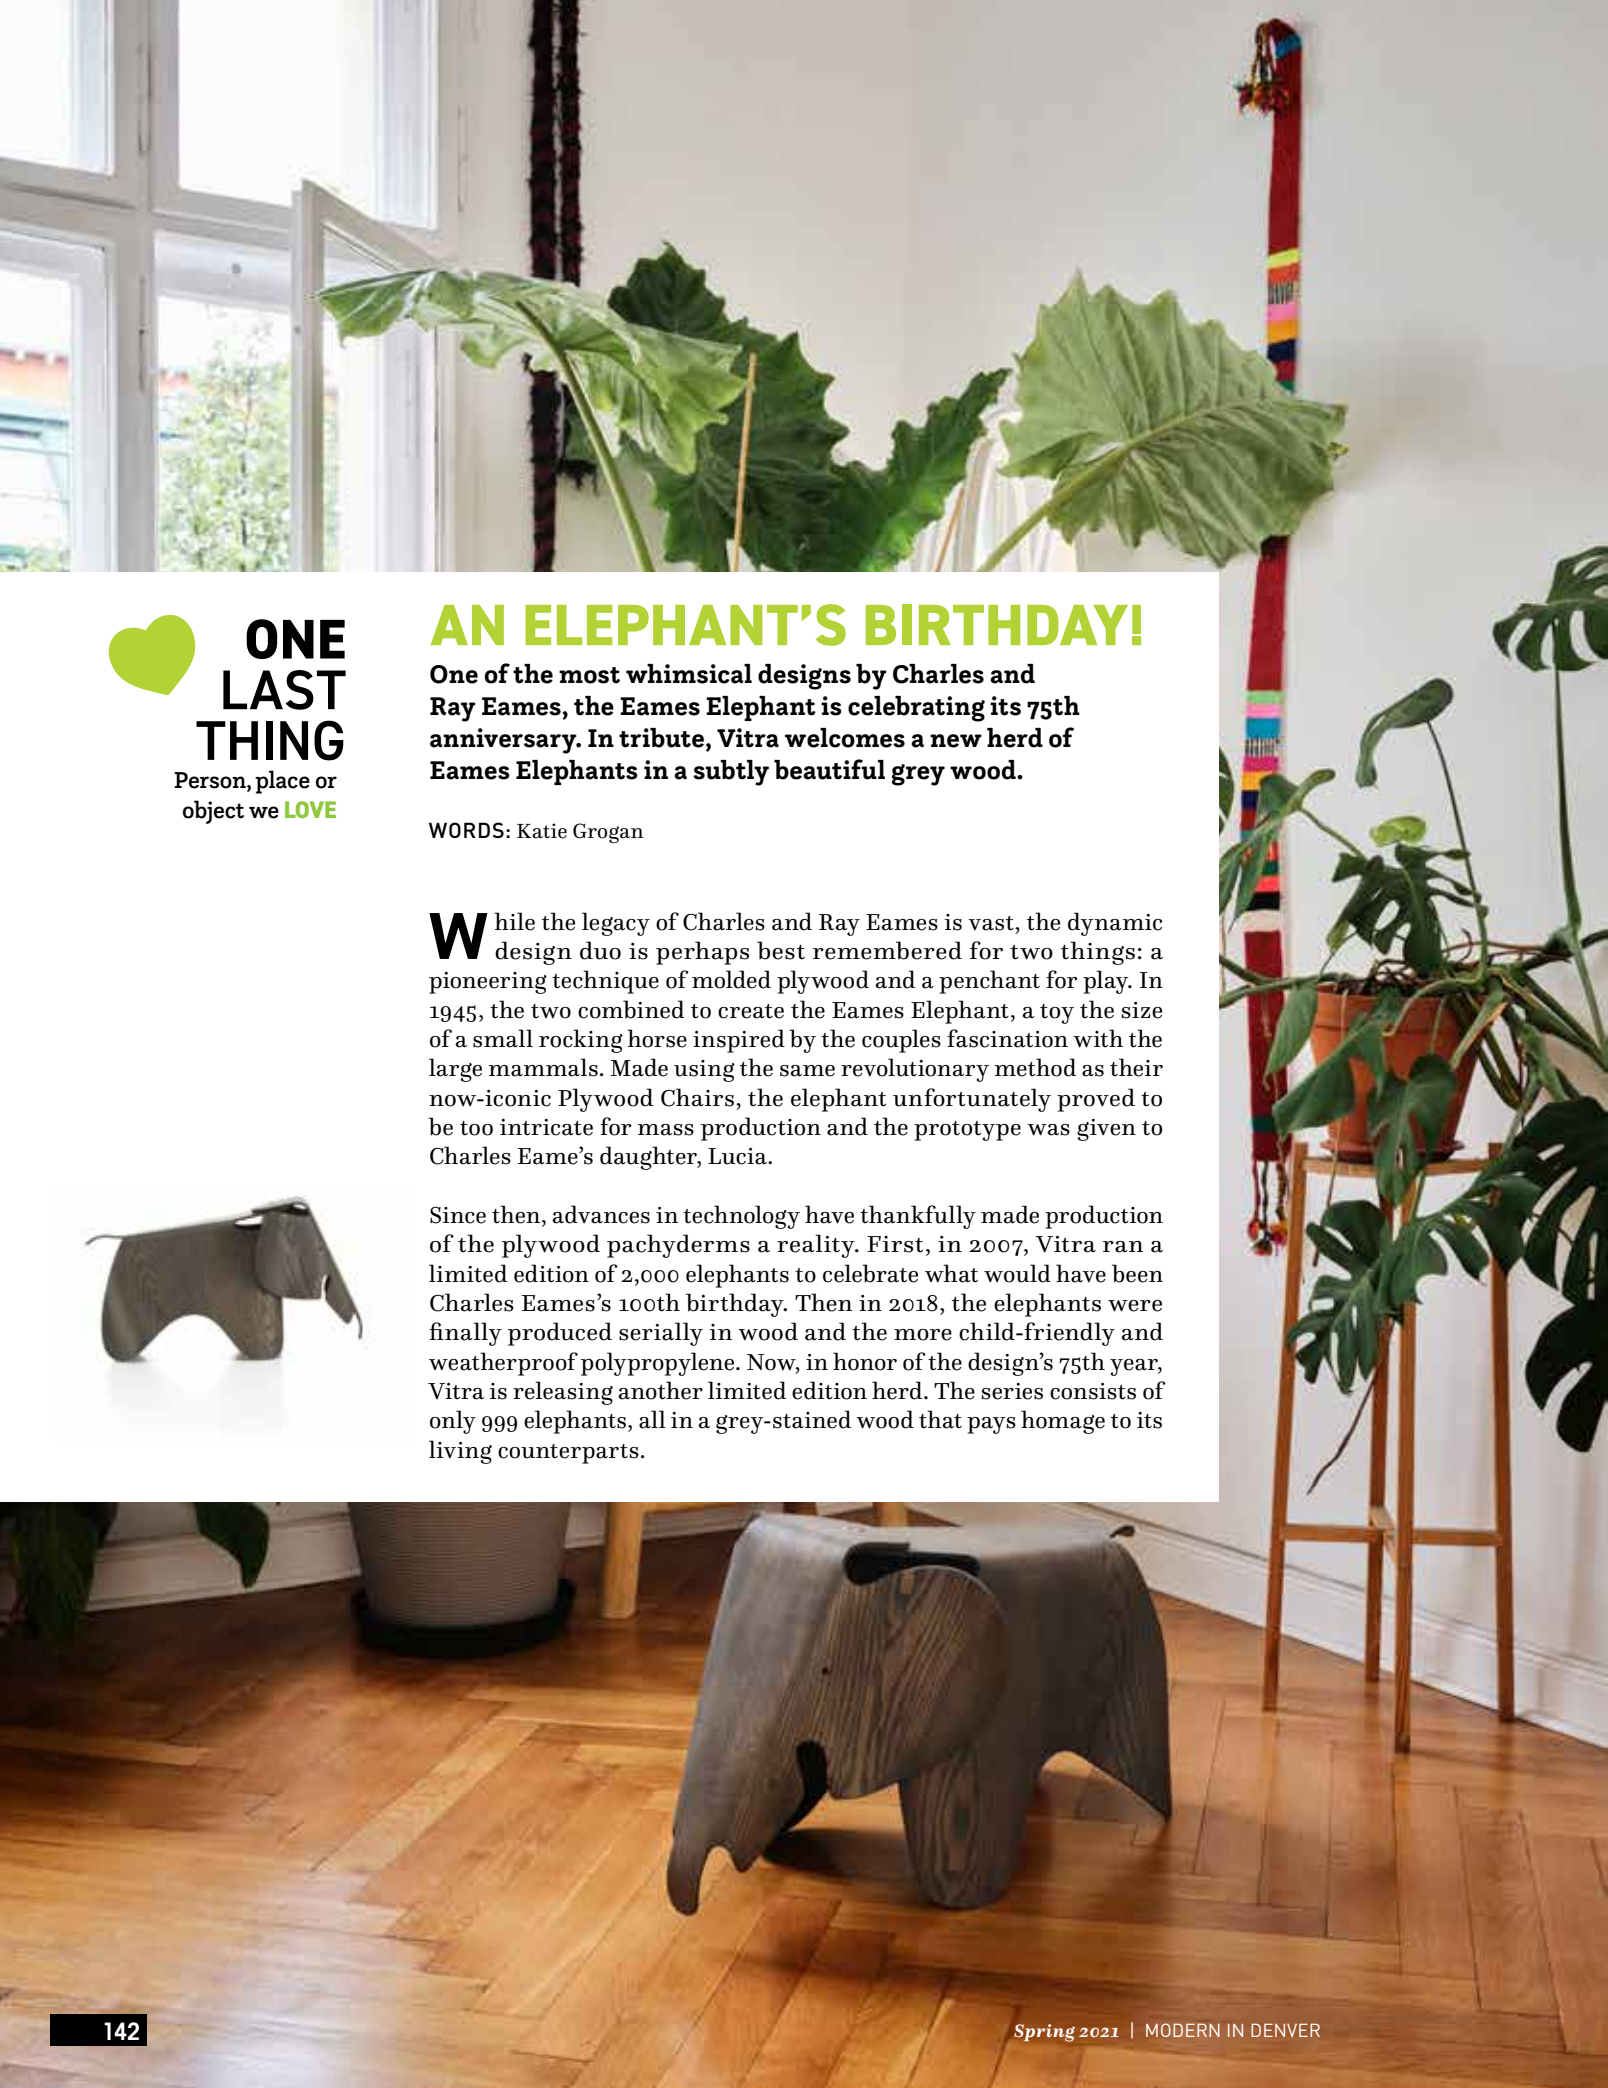 ONE
LAST
THING
Person, place or
object we LOVE
AN ELEPHANT’S BIRTHDAY!
One of the most whimsical designs by Charles and
Ray Eames, the Eames Elephant is celebrating its 75th
anniversary. In tribute, Vitra welcomes a new herd of
Eames Elephants in a subtly beautiful grey wood.
WORDS: Katie Grogan
While the legacy of Charles and Ray Eames is vast, the dynamic
design duo is perhaps best remembered for two things: a
pioneering technique of molded plywood and a penchant for play. In
1945, the two combined to create the Eames Elephant, a toy the size
of a small rocking horse inspired by the couples fascination with the
large mammals. Made using the same revolutionary method as their
now-iconic Plywood Chairs, the elephant unfortunately proved to
be too intricate for mass production and the prototype was given to
Charles Eame’s daughter, Lucia.
Since then, advances in technology have thankfully made production
of the plywood pachyderms a reality. First, in 2007, Vitra ran a
limited edition of 2,000 elephants to celebrate what would have been
Charles Eames’s 100th birthday. Then in 2018, the elephants were
finally produced serially in wood and the more child-friendly and
weatherproof polypropylene. Now, in honor of the design’s 75th year,
Vitra is releasing another limited edition herd. The series consists of
only 999 elephants, all in a grey-stained wood that pays homage to its
living counterparts.
142
Spring 2021 | MODERN IN DENVER